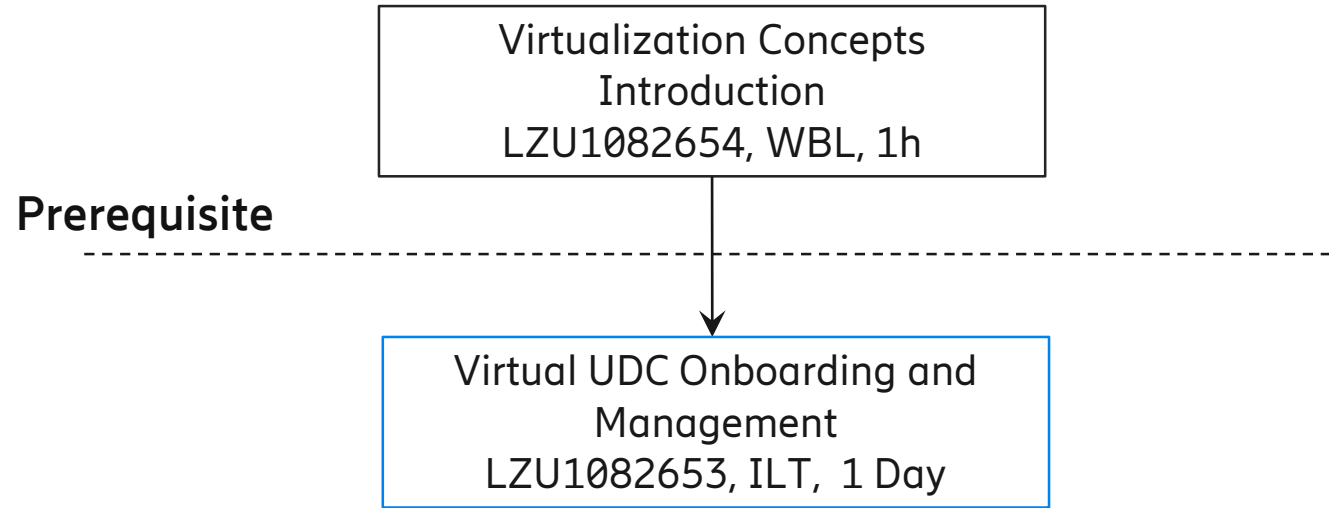 Virtualization Concepts
Introduction
LZU1082654, WBL, 1h
Prerequisite
Virtual UDC Onboarding and
Management
LZU1082653, ILT,  1 Day